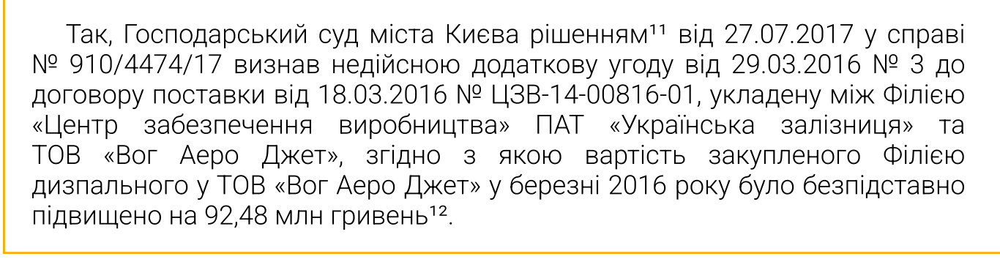 Так, Господарський суд міста Києва рішенням¹¹ від 27.07.2017 у справі
№ 910/4474/17 визнав недійсною додаткову угоду від 29.03.2016 № 3 до
договору поставки від 18.03.2016 № ЦЗВ-14-00816-01, укладену між Філією
«Центр забезпечення виробництва» ПАТ «Українська залізниця» та
ТОВ «Вог Аеро Джет», згідно з якою вартість закупленого Філією
дизпального у ТОВ «Вог Аеро Джет» у березні 2016 року було безпідставно
підвищено на 92,48 млн гривень¹².